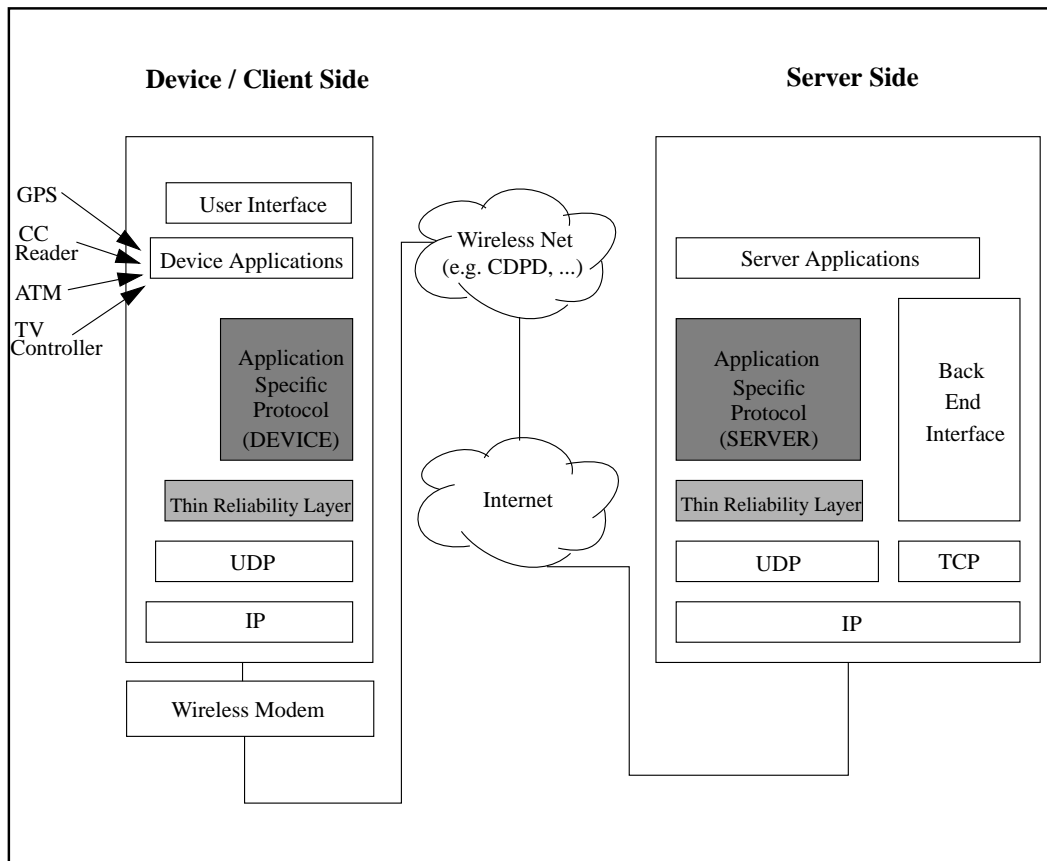 Device / Client Side
Server Side
GPS
CC
Reader
ATM
TV
Controller
User Interface
Device Applications
Application
Specific
Protocol
(DEVICE)
Thin Reliability Layer
UDP
IP
Wireless Modem
Wireless Net
(e.g. CDPD, ...)
Internet
Server Applications
Application
Specific
Protocol
(SERVER)
Back
End
Interface
Thin Reliability Layer
UDP
TCP
IP